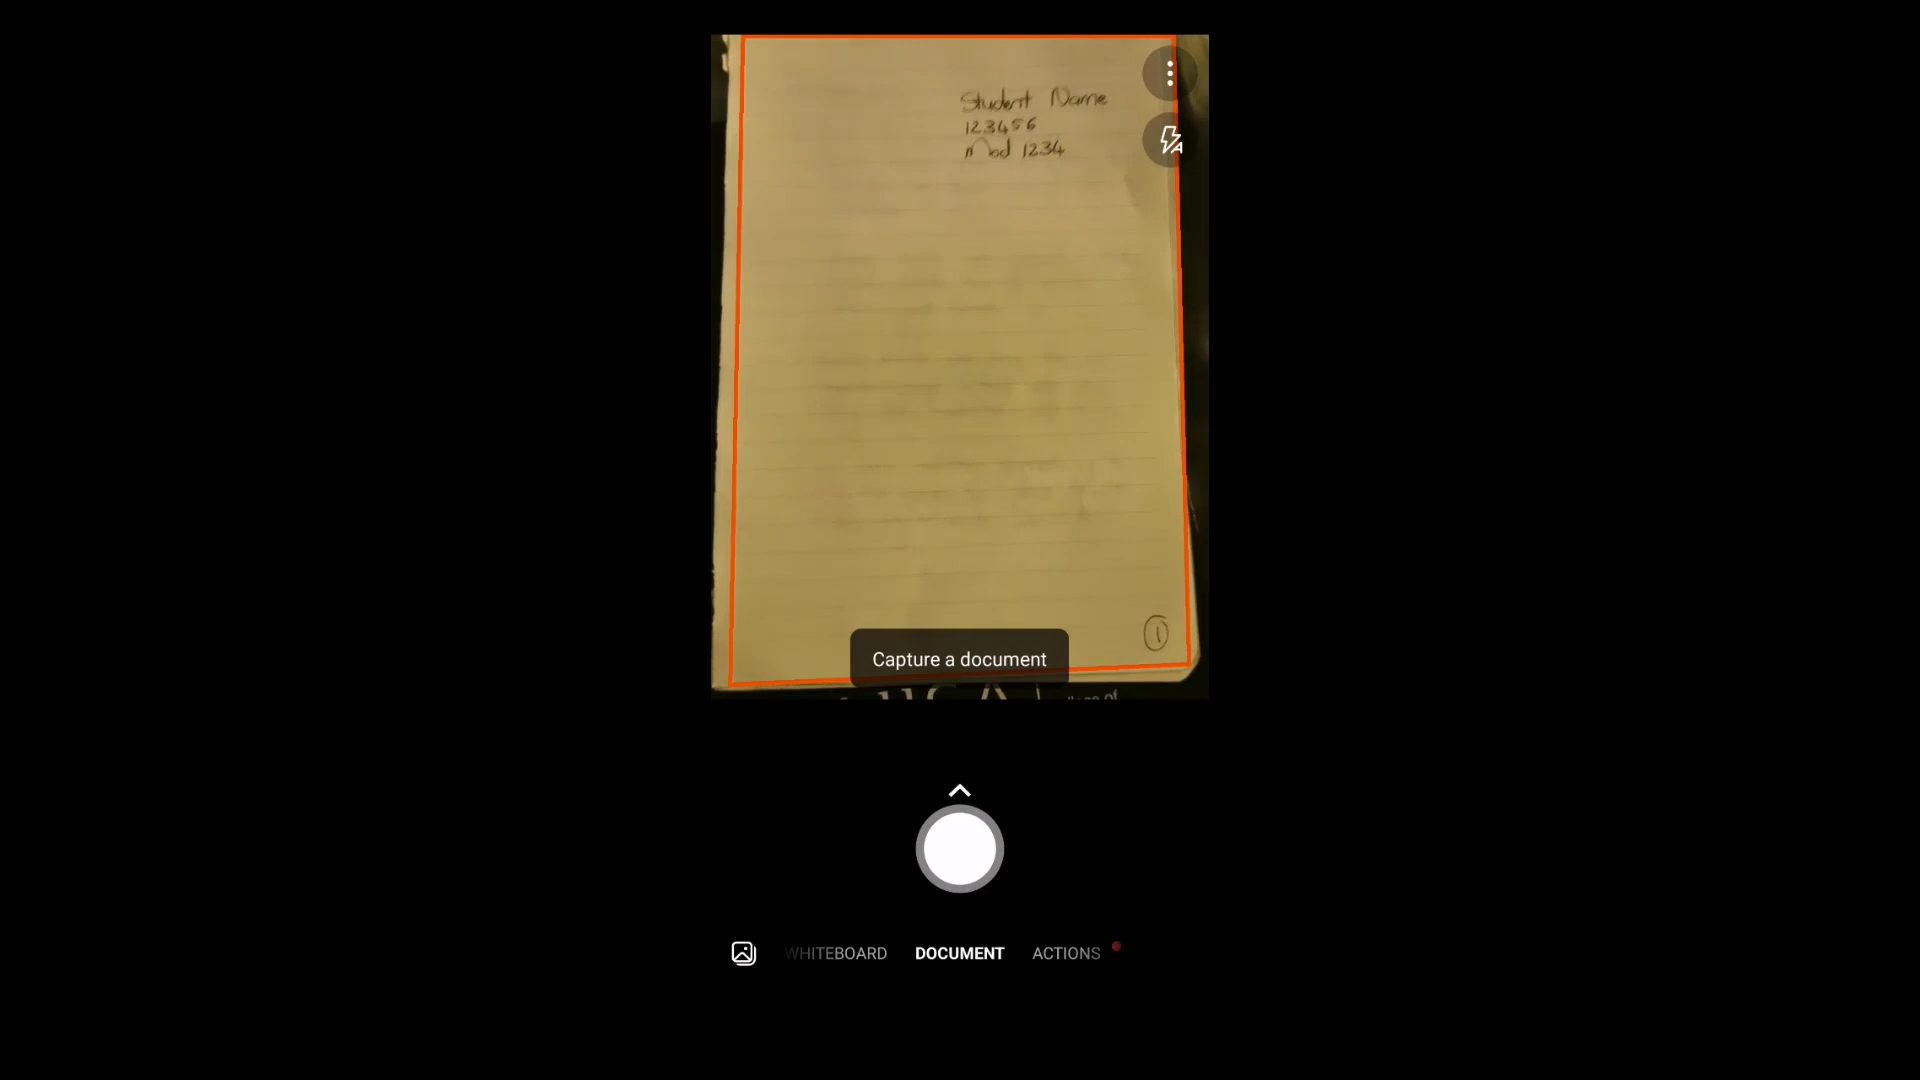 Student Name
123456
Mod 1234
1
Capture a document
WHITEBOARD
DOCUMENT
ACTIONS